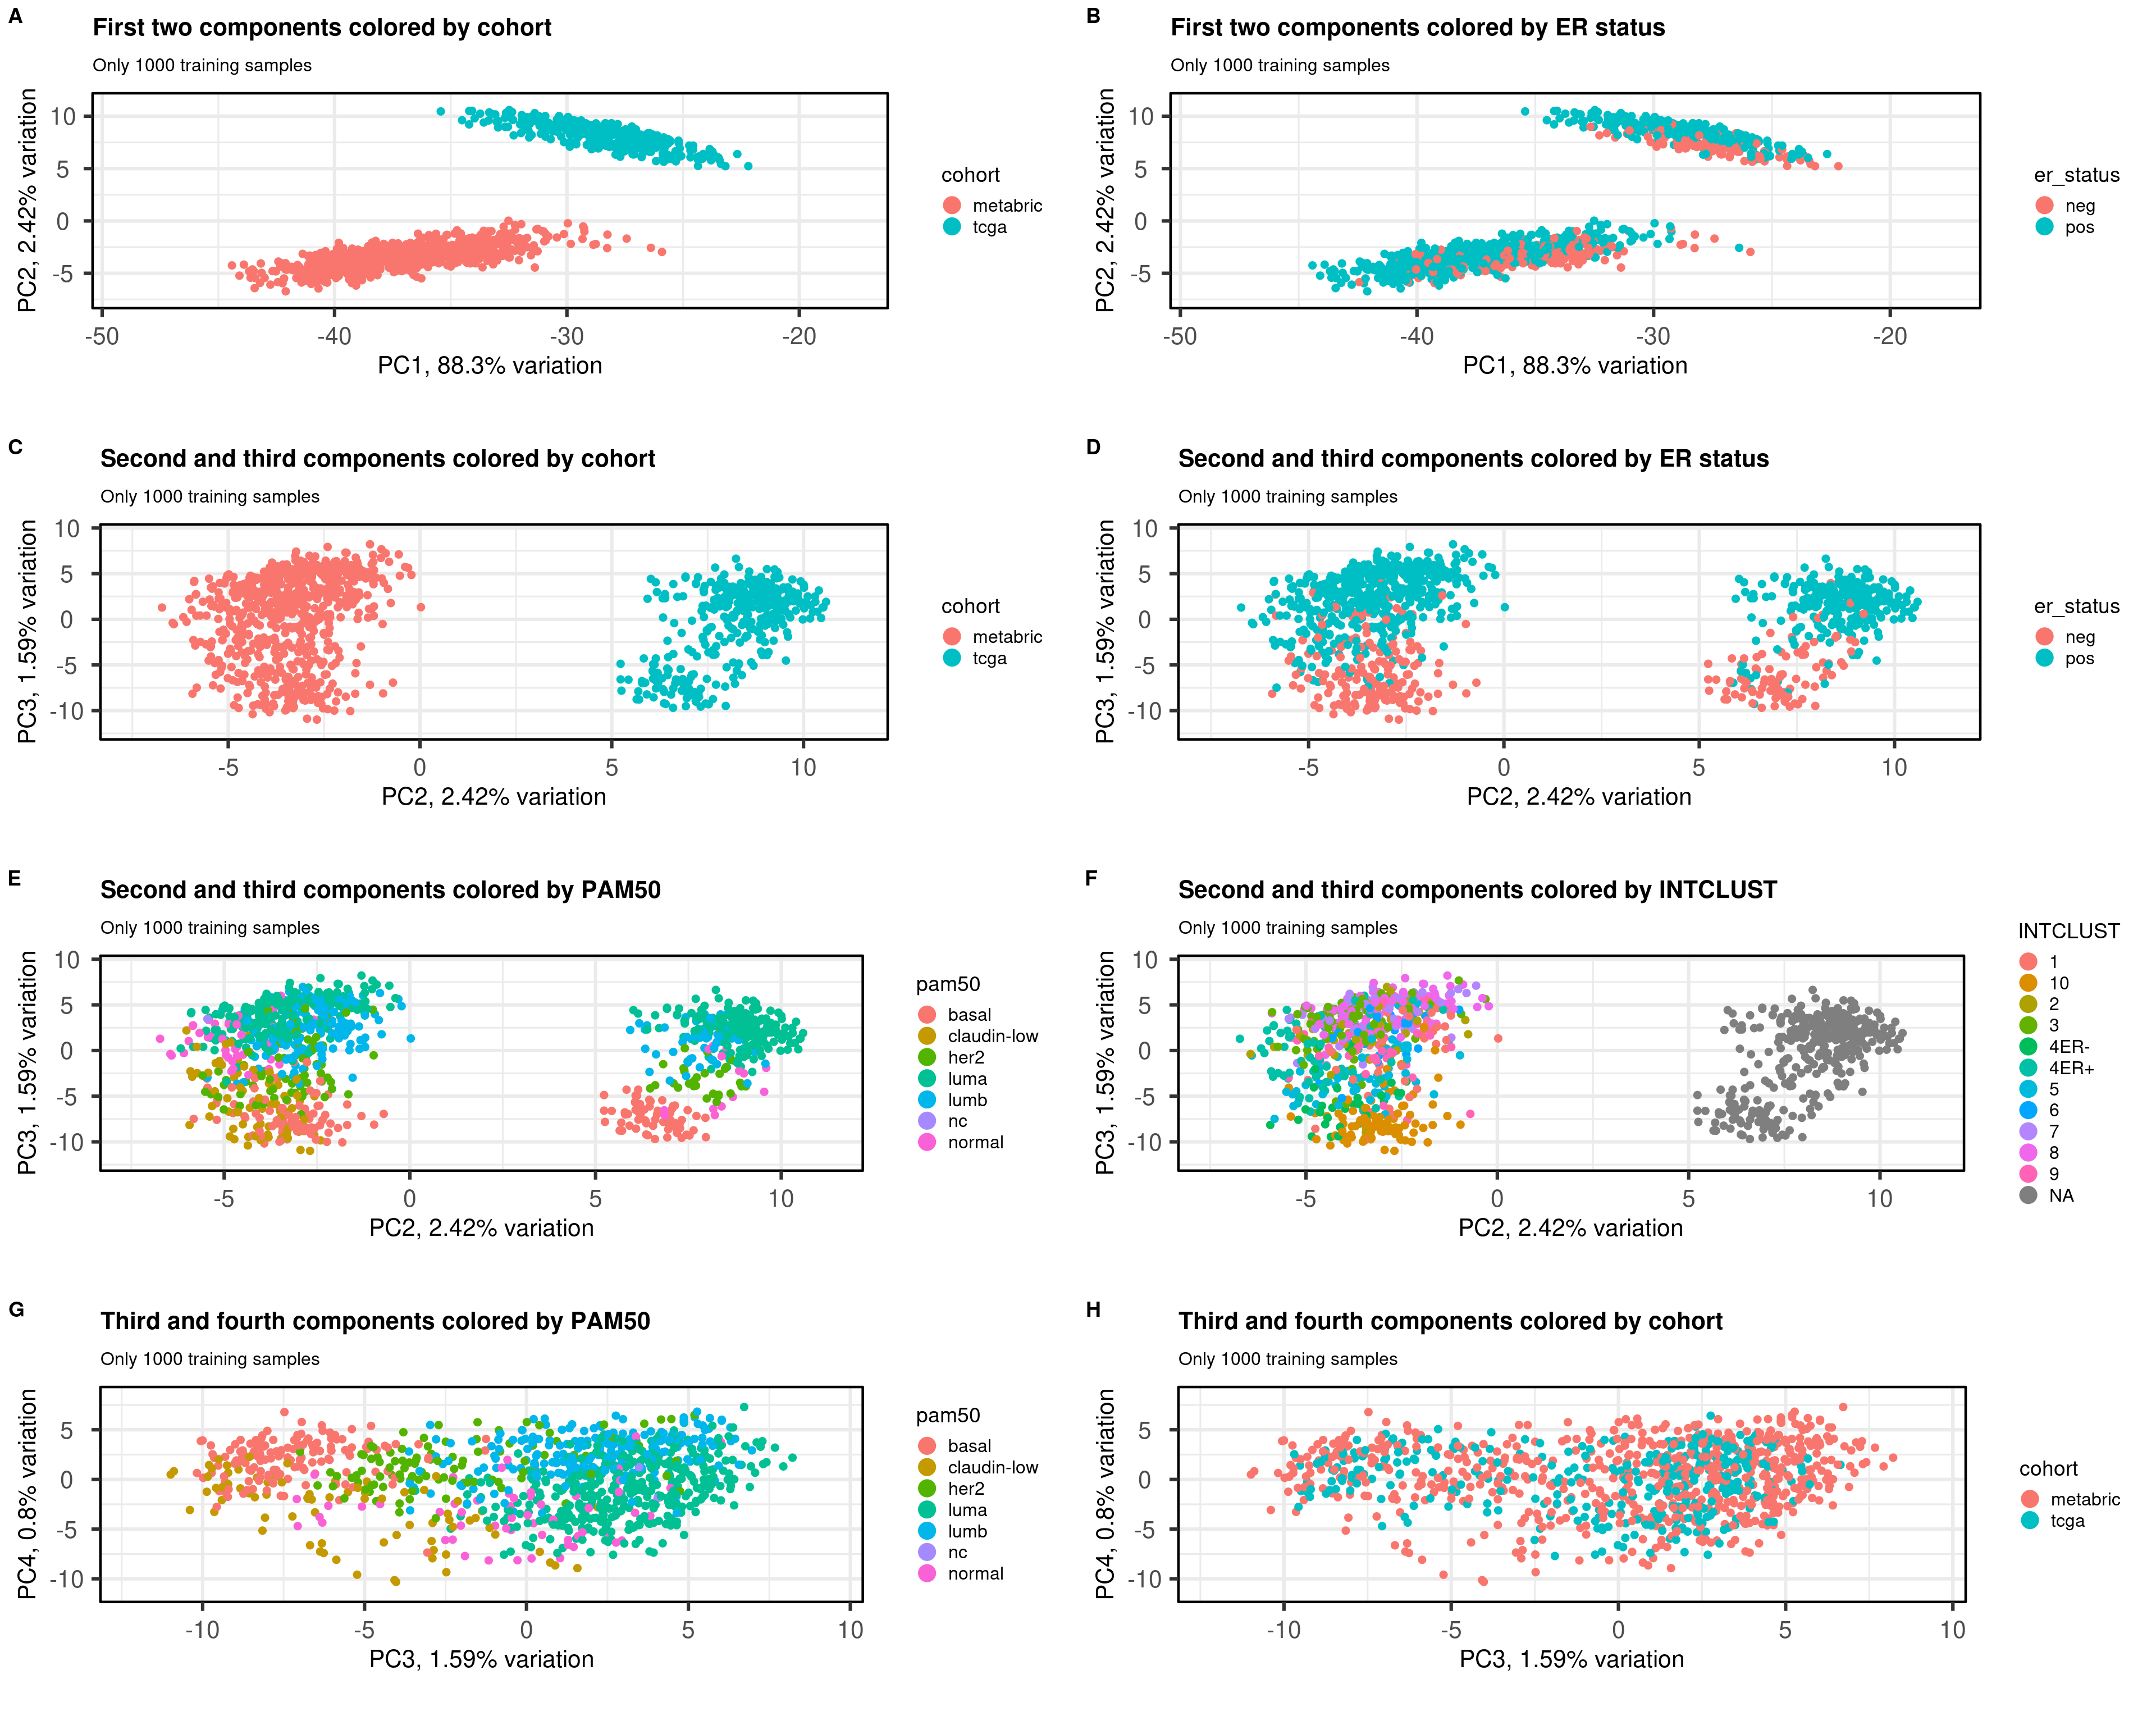 A
First two components colored by cohort
Only 1000 training samples
PC2, 2.42% variation
10
5
0
-5
-50
-40
-30
-20
PC1, 88.3% variation
cohort
metabric
tcga
B
First two components colored by ER status
Only 1000 training samples
PC2, 2.42% variation
10
5
0
-5
-50
-40
-30
-20
PC1, 88.3% variation
er_status
neg
pos
C
Second and third components colored by cohort
Only 1000 training samples
PC3, 1.59% variation
10
5
0
-5
-10
-5
0
5
10
PC2, 2.42% variation
cohort
metabric
tcga
D
Second and third components colored by ER status
Only 1000 training samples
PC3, 1.59% variation
10
5
0
-5
-10
-5
0
5
10
PC2, 2.42% variation
er_status
neg
pos
E
Second and third components colored by PAM50
Only 1000 training samples
PC3, 1.59% variation
10
5
0
-5
-10
-5
0
5
10
PC2, 2.42% variation
pam50
basal
claudin-low
her2
luma
lumb
nc
normal
F
Second and third components colored by INTCLUST
Only 1000 training samples
PC3, 1.59% variation
10
5
0
-5
-10
-5
0
5
10
PC2, 2.42% variation
INTCLUST
1
10
2
3
4ER-
4ER+
5
6
7
8
9
NA
G
Third and fourth components colored by PAM50
Only 1000 training samples
PC4, 0.8% variation
5
0
-5
-10
-10
-5
0
5
10
PC3, 1.59% variation
pam50
basal
claudin-low
her2
luma
lumb
nc
normal
H
Third and fourth components colored by cohort
Only 1000 training samples
PC4, 0.8% variation
5
0
-5
-10
-10
-5
0
5
10
PC3, 1.59% variation
cohort
metabric
tcga